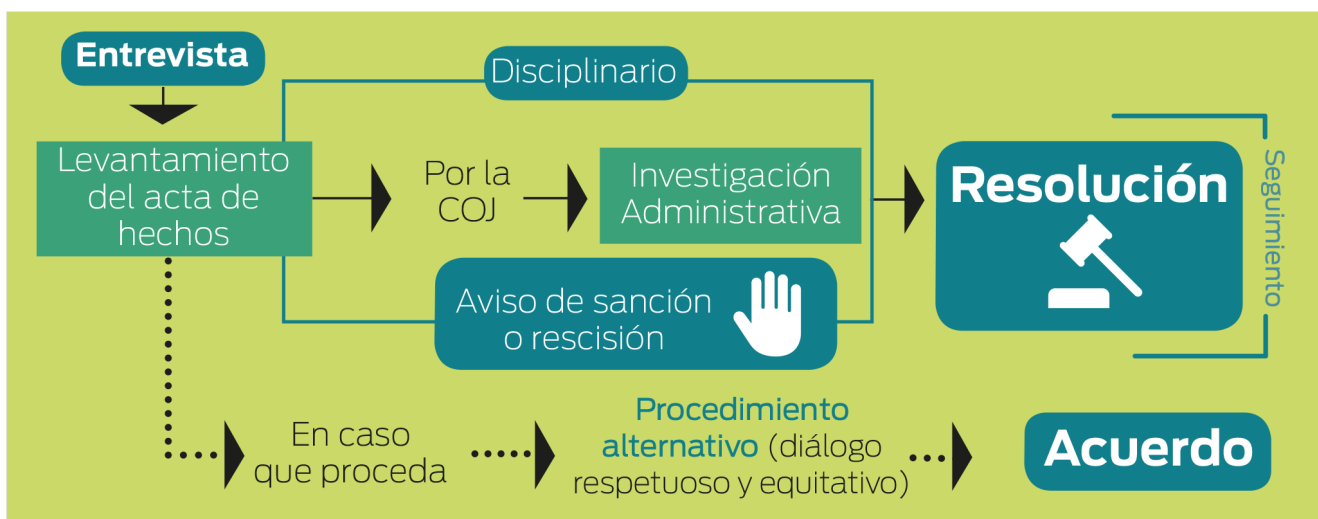 Entrevista
Disciplinario
Levantamiento
del acta de
hechos
Por la
COJ
Investigación
Administrativa
Aviso de sanción
o rescisión
Resolución
Seguimiento
En caso
que proceda
Procedimiento
alternativo (diálogo
respetuoso y equitativo)
Acuerdo